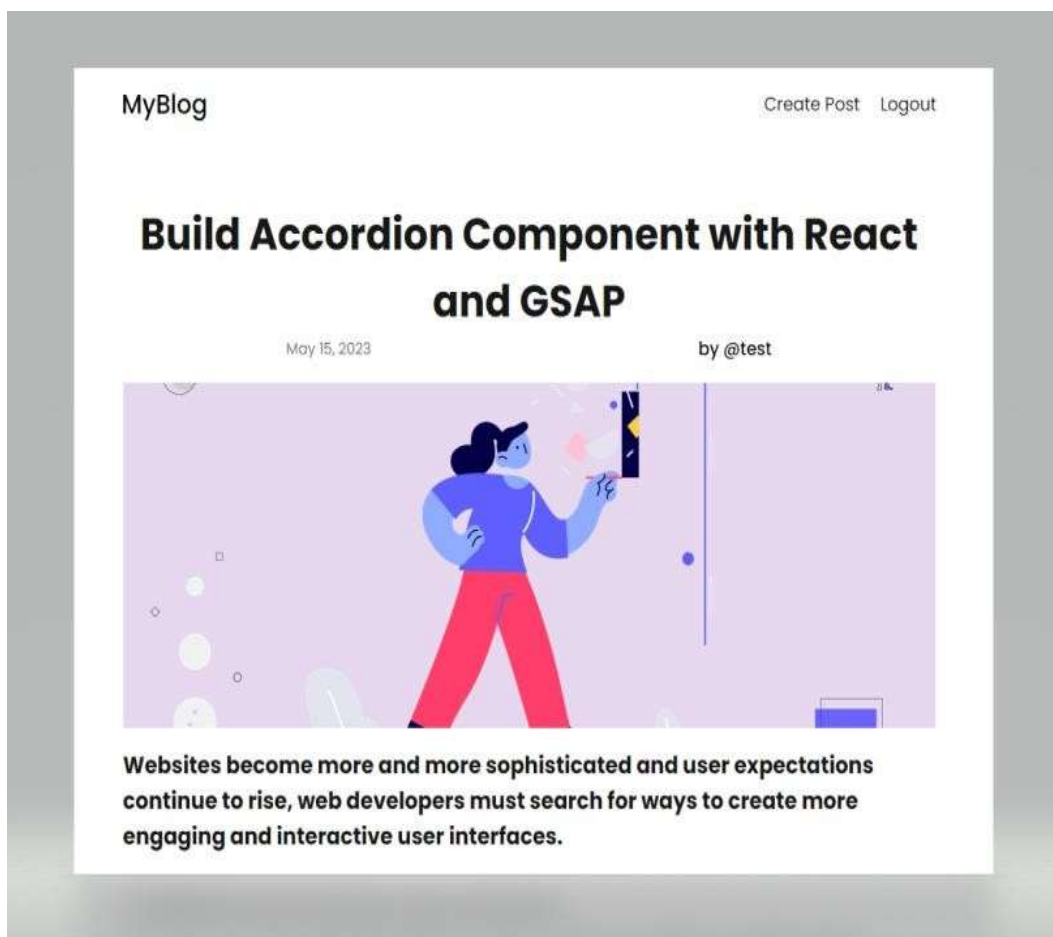 MyBlog
Create Post Logout
Build Accordion Component with React
and GSAP
May 15, 2023
by @test
Websites become more and more sophisticated and user expectations
continue to rise, web developers must search for ways to create more
engaging and interactive user interfaces.